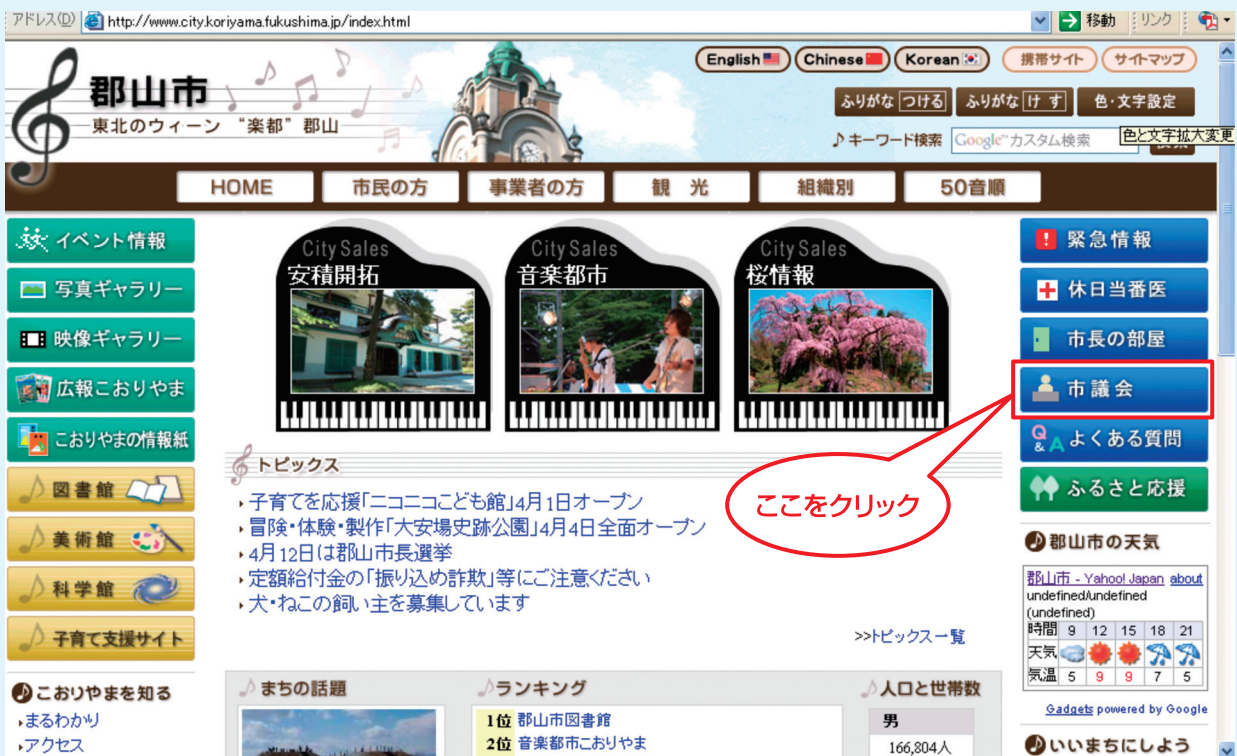 アドレス(D) http://www.city.koriyama.fukushima.jp/index.html 移動 リンク
English Chinese Korean 携帯サイト サイトマップ
郡山市
東北のウィーン “楽都” 郡山
ふりがな つける ふりがな け す 色・文字設定
キーワード検索 Google™カスタム検索 色と文字拡大変更
HOME 市民の方 事業者の方 観 光 組織別 50音順
イベント情報
写真ギャラリー
映像ギャラリー
広報こおりやま
こおりやまの情報紙
図書館
美術館
科学館
子育て支援サイト
こおりやまを知る
▸まるわかり
▸アクセス
City Sales
安積開拓
City Sales
音楽都市
City Sales
桜情報
トピックス
▸子育てを応援「ニコニコこども館」4月1日オープン
▸冒険・体験・製作「大安場史跡公園」4月4日全面オープン
▸4月12日は郡山市長選挙
▸定額給付金の「振り込め詐欺」等にご注意ください
▸犬・ねこの飼い主を募集しています
>>トピックス一覧
まちの話題
ランキング
1位 郡山市図書館
2位 音楽都市こおりやま
人口と世帯数
男
166,804人
緊急情報
休日当番医
市長の部屋
市議会
Q&A よくある質問
ふるさと応援
ここをクリック
郡山市の天気
郡山市 - Yahoo! Japan about
undefined/undefined
(undefined)
時間 9 12 15 18 21
天気
気温 5 9 9 7 5
Gadgets powered by Google
いいまちにしよう